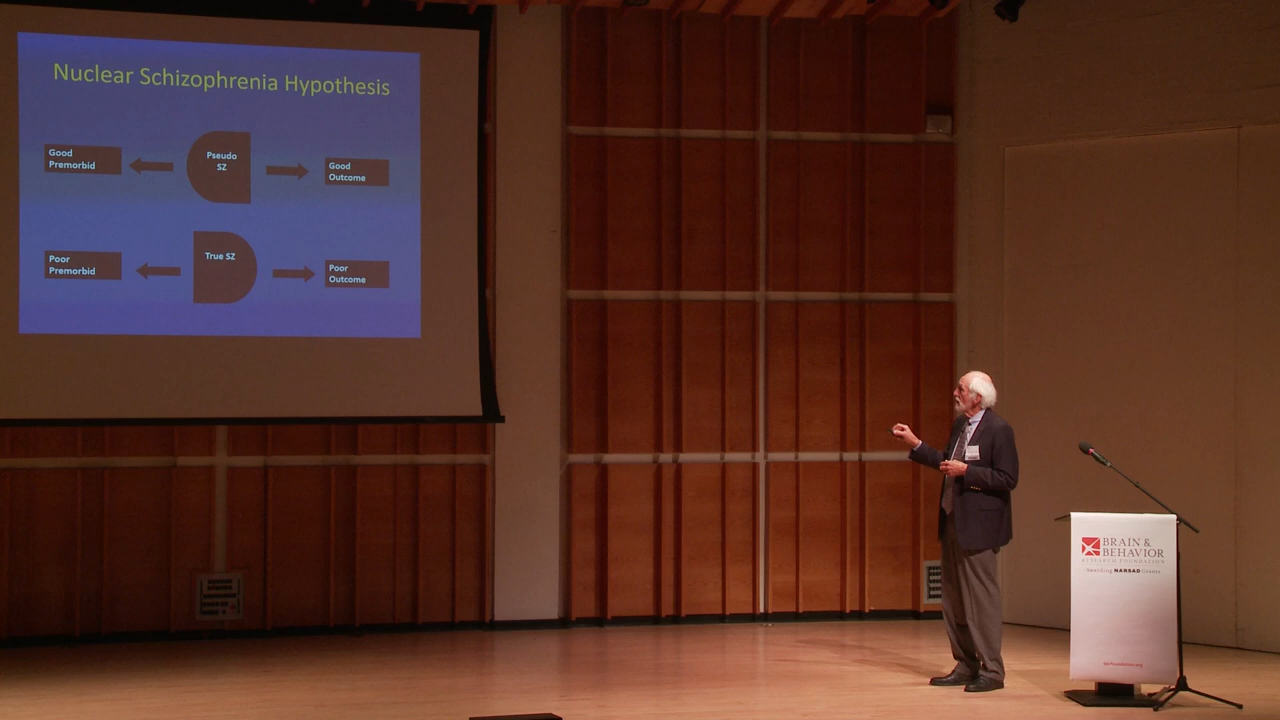 Nuclear Schizophrenia Hypothesis
Good
Premorbid
Pseudo
SZ
Good
Outcome
Poor
Premorbid
True SZ
Poor
Outcome
BRAIN &
BEHAVIOR
RESEARCH FOUNDATION
Awarding NARSAD Grants